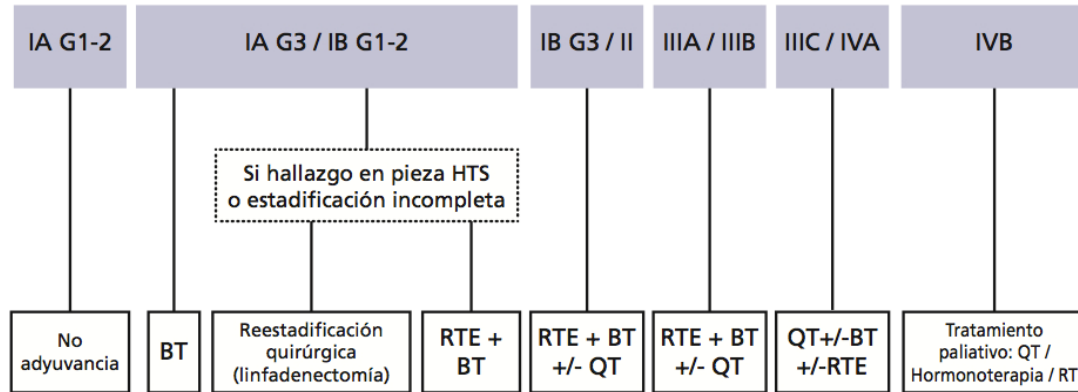 IA G1-2
IA G3 / IB G1-2
IB G3 / II
IIIA / IIIB
IIIC / IVA
IVB
Si hallazgo en pieza HTS
o estadificación incompleta
No
adyuvancia
BT
Reestadificación
quirúrgica
(linfadenectomía)
RTE +
BT
RTE + BT
+/- QT
RTE + BT
+/- QT
QT+/-BT
+/-RTE
Tratamiento
paliativo: QT /
Hormonoterapia / RT